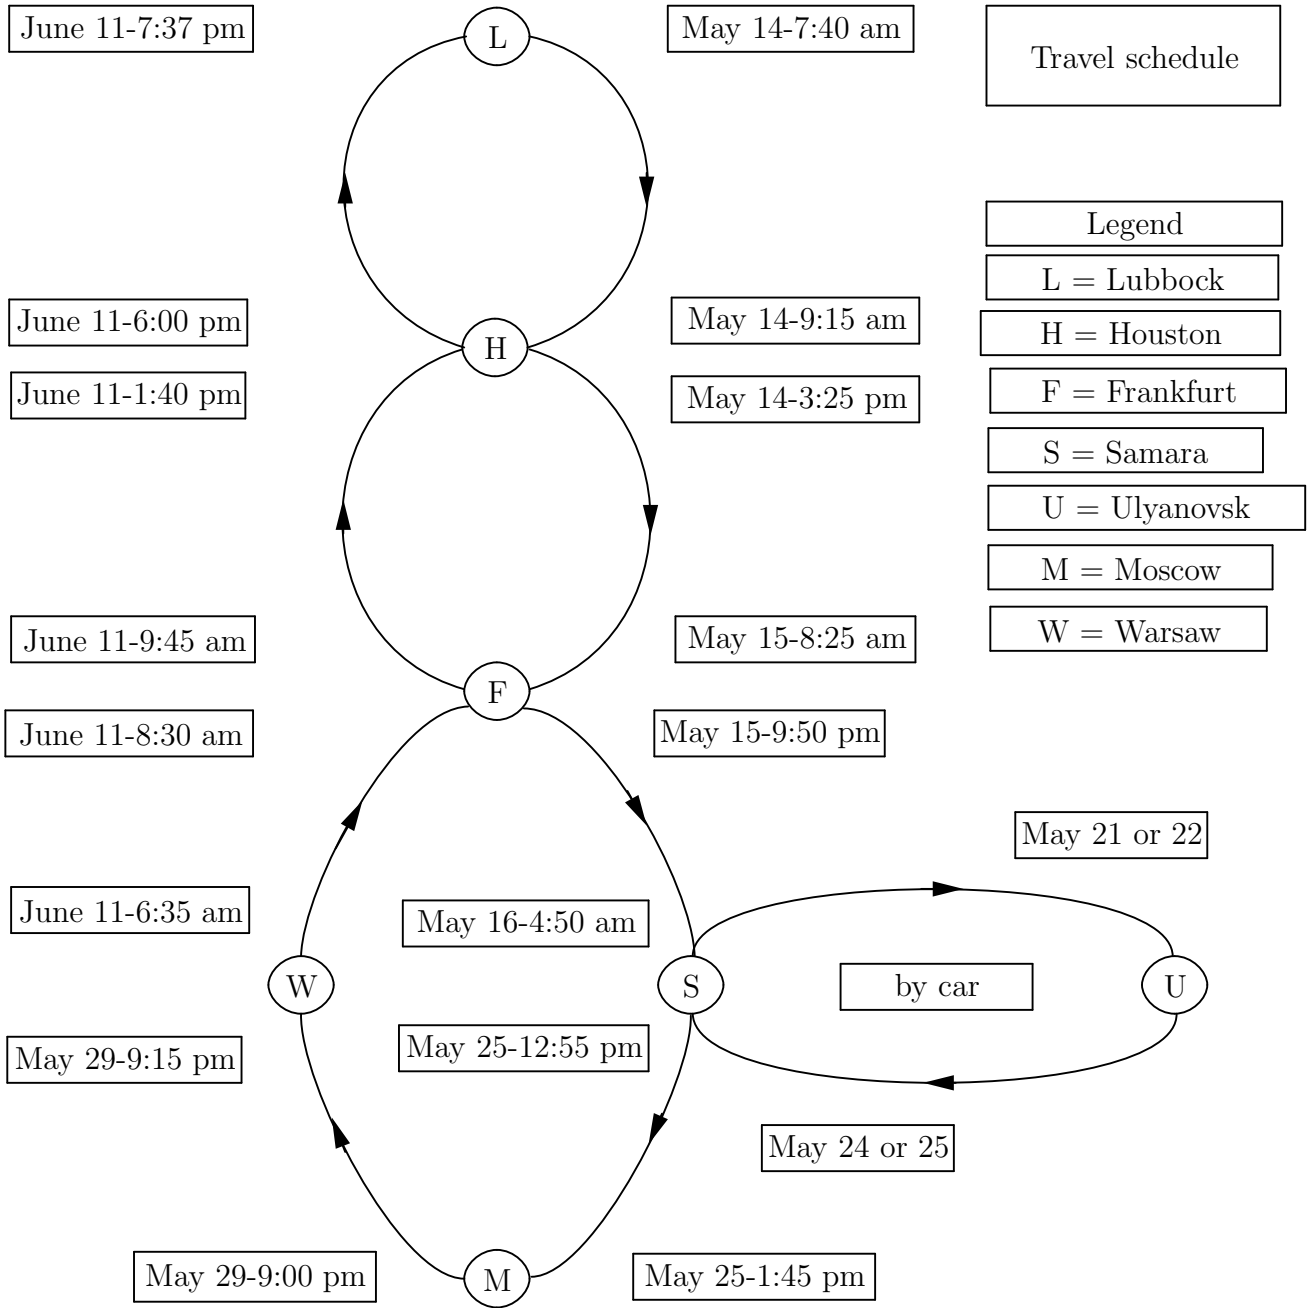 June 11-7:37 pm
L
May 14-7:40 am
Travel schedule
Legend
L = Lubbock
June 11-6:00 pm
May 14-9:15 am
H = Houston
H
June 11-1:40 pm
May 14-3:25 pm
F = Frankfurt
S = Samara
U = Ulyanovsk
M = Moscow
W = Warsaw
June 11-9:45 am
May 15-8:25 am
F
June 11-8:30 am
May 15-9:50 pm
May 21 or 22
June 11-6:35 am
May 16-4:50 am
W
S
by car
U
May 29-9:15 pm
May 25-12:55 pm
May 24 or 25
May 29-9:00 pm
M
May 25-1:45 pm